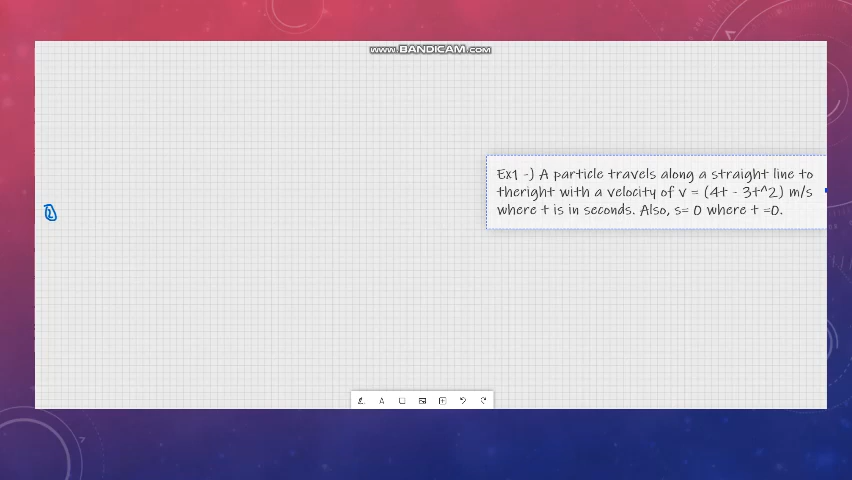 www.BANDICAM.com
Ex1 -) A particle travels along a straight line to
theright with a velocity of v = (4t - 3t^2) m/s
where t is in seconds. Also, s= 0 where t =0.